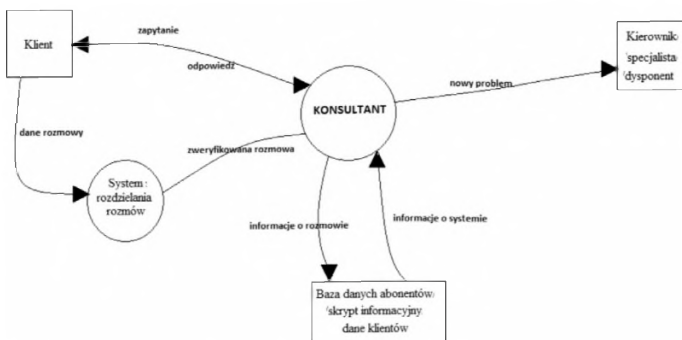 zapytanie
Klient
odpowiedź
Kierownik/
/specjalista/
/dysponent
nowy problem
KONSULTANT
dane rozmowy
zweryfikowana rozmowa
System
rozdzielania
rozmów
informacje o rozmowie
informacje o systemie
Baza danych abonentów/
/skrypt informacyjny
dane klientów